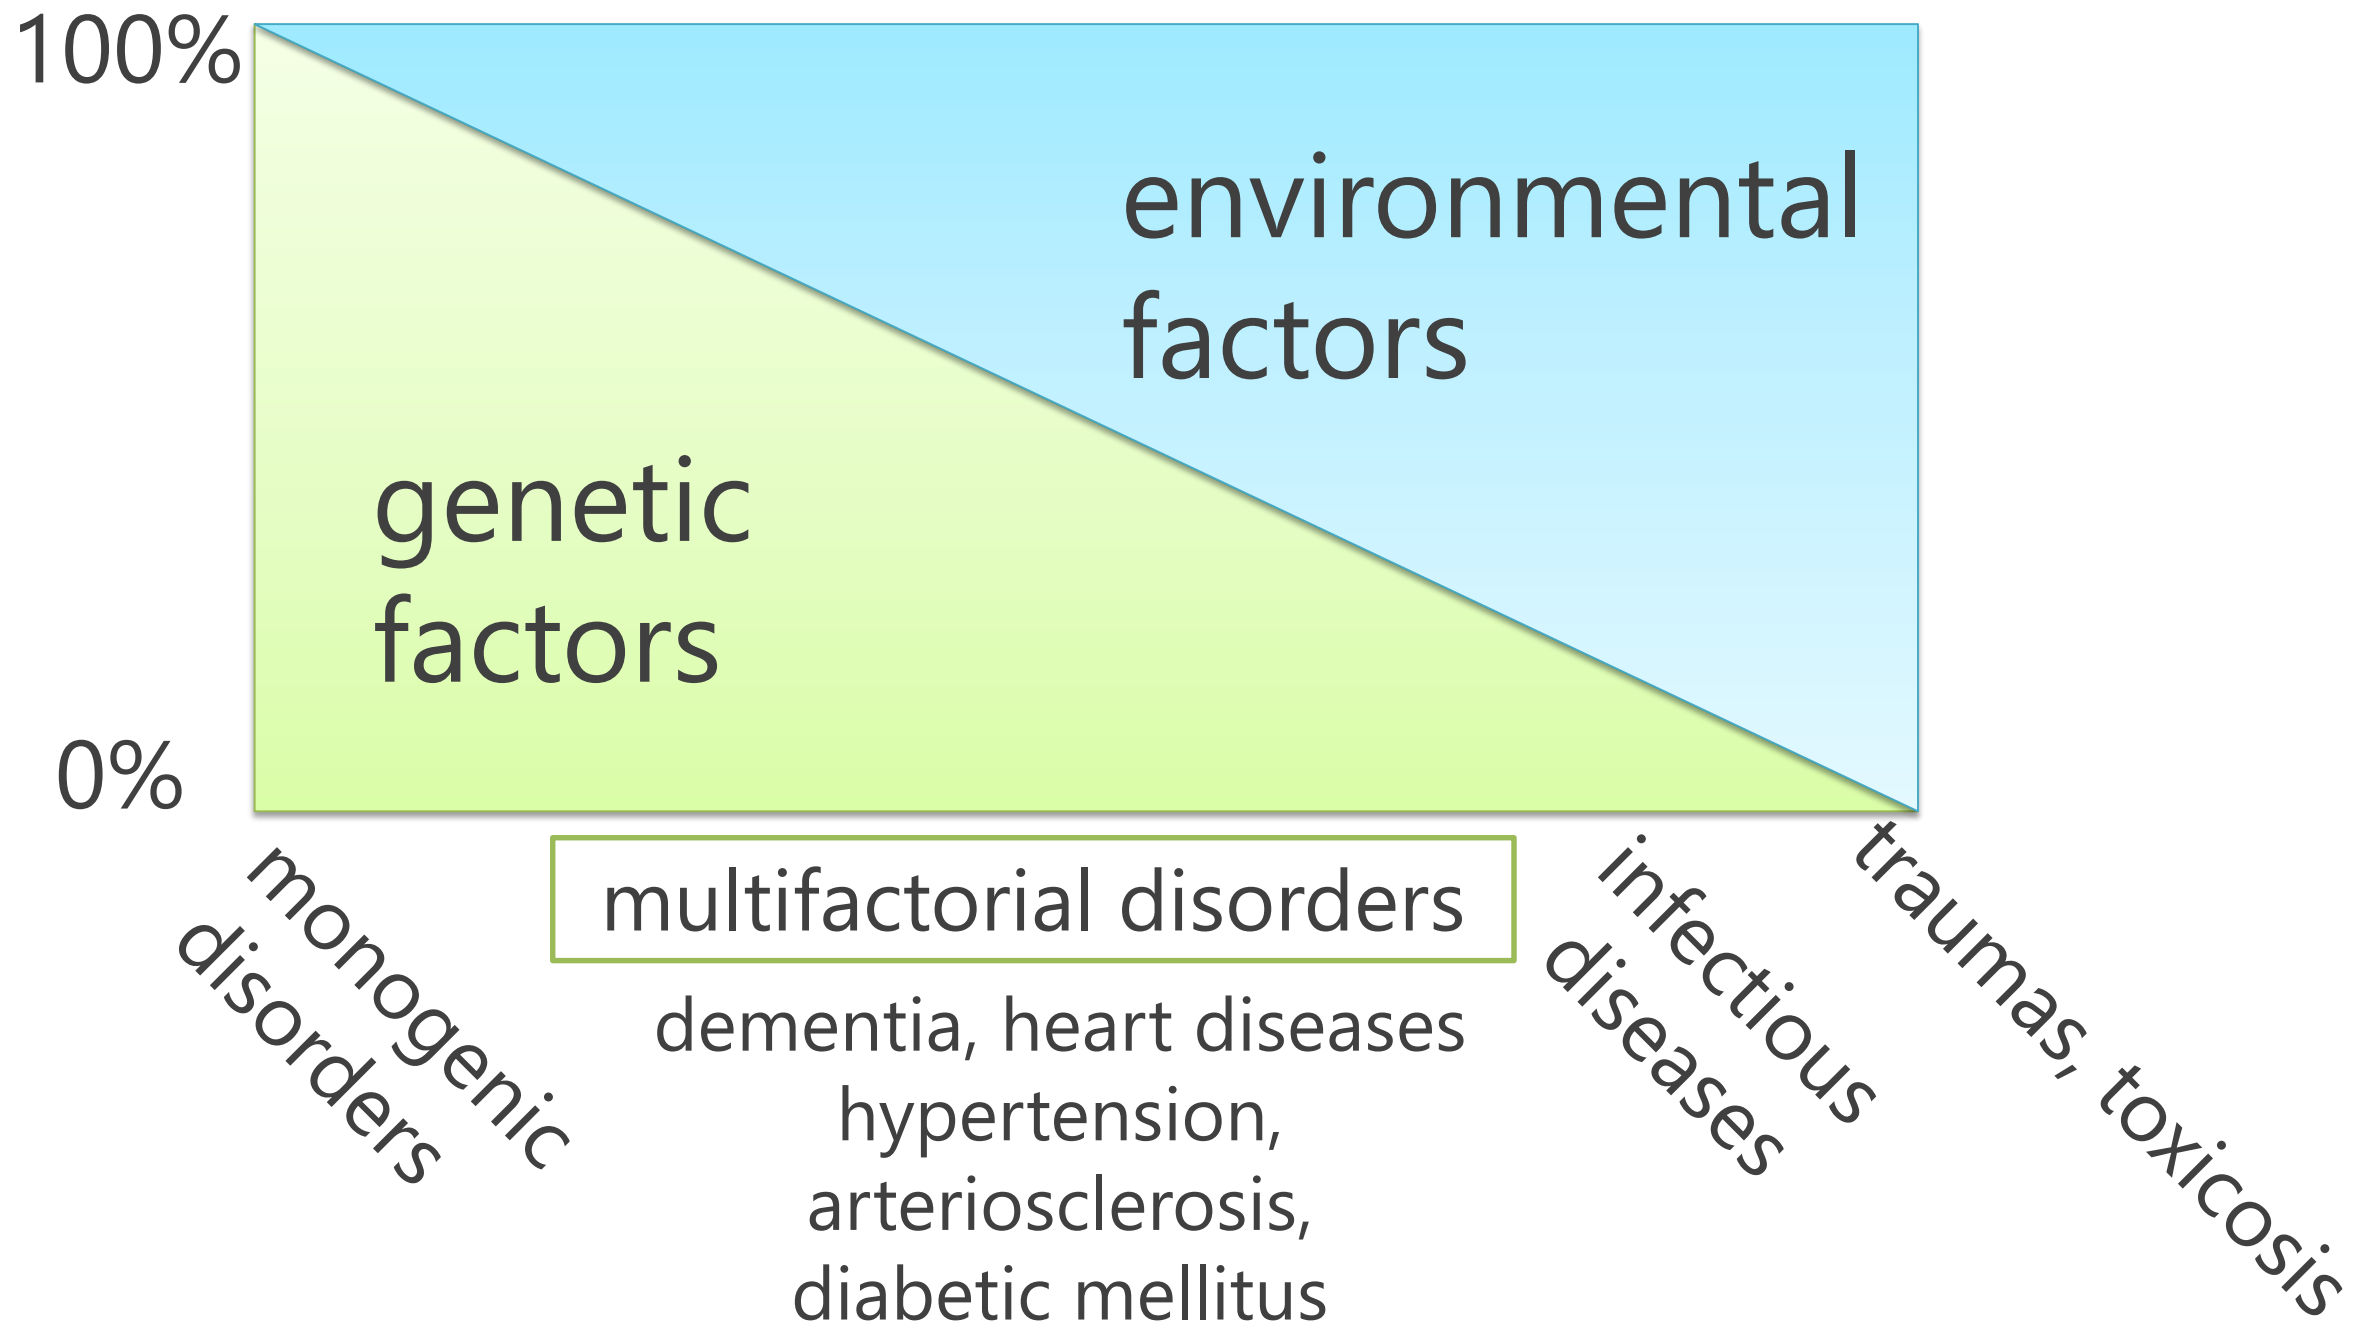 100%
environmental
factors
genetic
factors
0%
monogenic
disorders
multifactorial disorders
dementia, heart diseases
hypertension,
arteriosclerosis,
diabetic mellitus
infectious
diseases
traumas, toxicosis